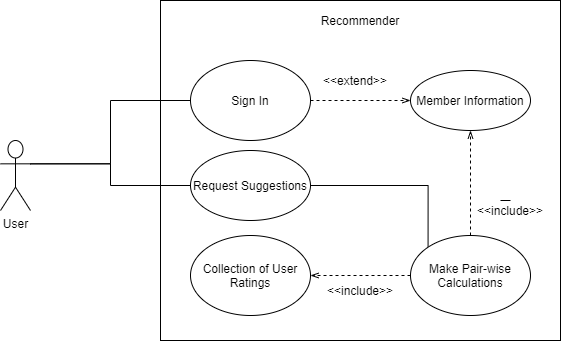 Recommender
<<extend>>
Sign In
Member Information
Request Suggestions
<<include>>
User
Collection of User
Ratings
Make Pair-wise
Calculations
<<include>>